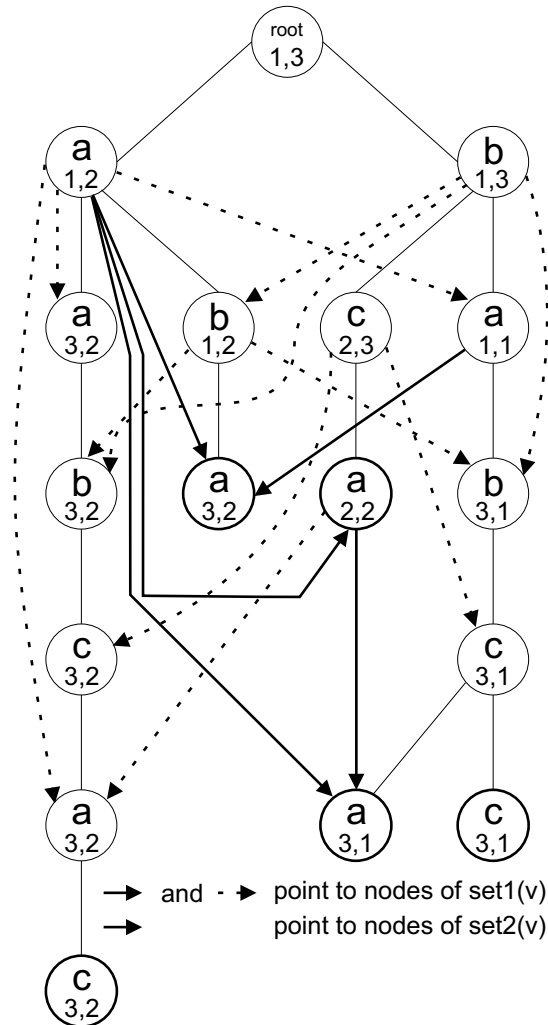 root
1,3
a
1,2
b
1,3
a
3,2
b
1,2
c
2,3
a
1,1
b
3,2
a
3,2
a
2,2
b
3,1
c
3,2
c
3,1
a
3,2
a
3,1
c
3,1
and point to nodes of set1(v)
point to nodes of set2(v)
c
3,2